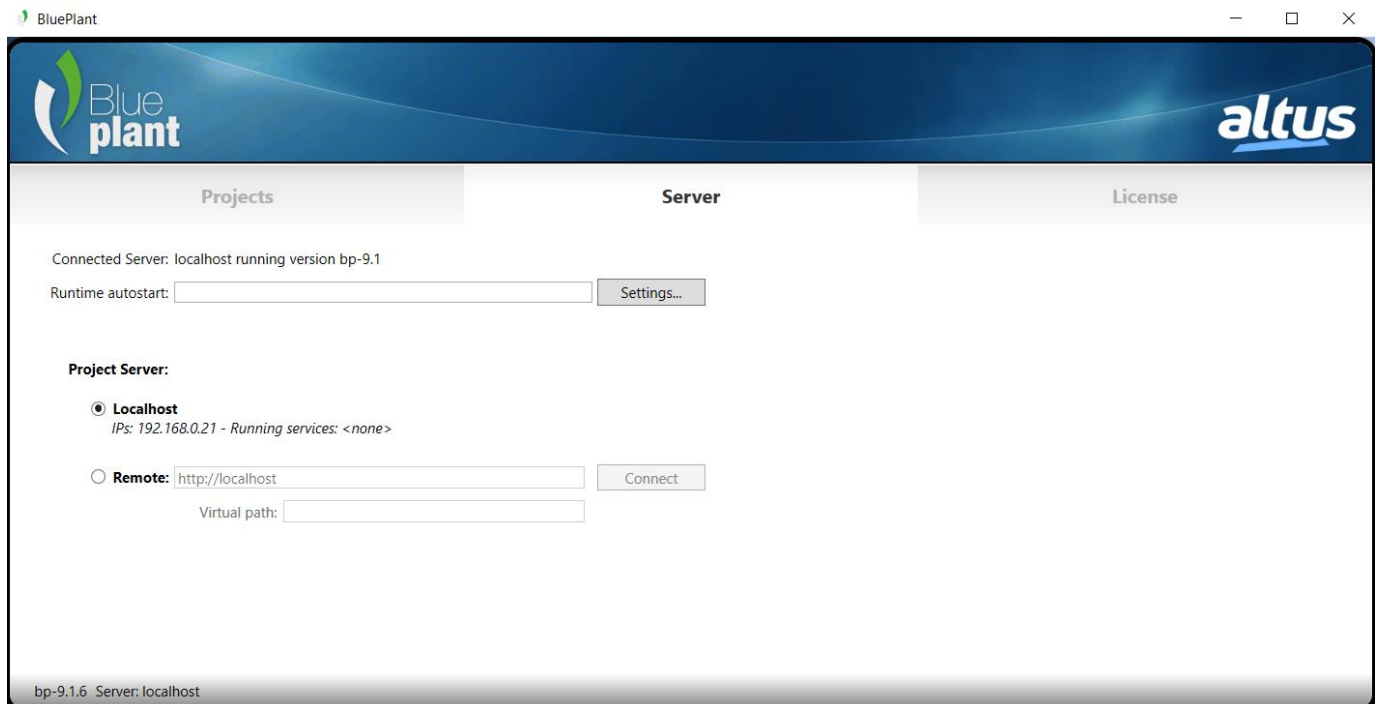 BluePlant
Blue
plant
altus
Projects
Server
License
Connected Server: localhost running version bp-9.1
Runtime autostart:
Settings...
Project Server:
Localhost
IPs: 192.168.0.21 - Running services: <none>
Remote: http://localhost
Connect
Virtual path:
bp-9.1.6 Server: localhost